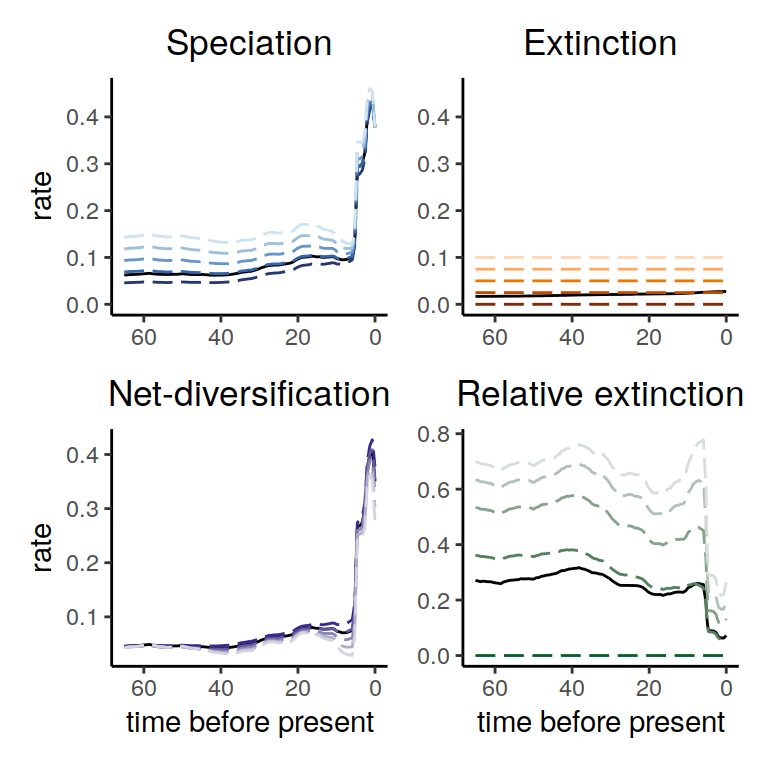 Speciation
Extinction
rate
0.4
0.3
0.2
0.1
0.0
60 40 20 0
0.4
0.3
0.2
0.1
0.0
60 40 20 0
Net-diversification
Relative extinction
rate
0.4
0.3
0.2
0.1
60 40 20 0
time before present
0.8
0.6
0.4
0.2
0.0
60 40 20 0
time before present